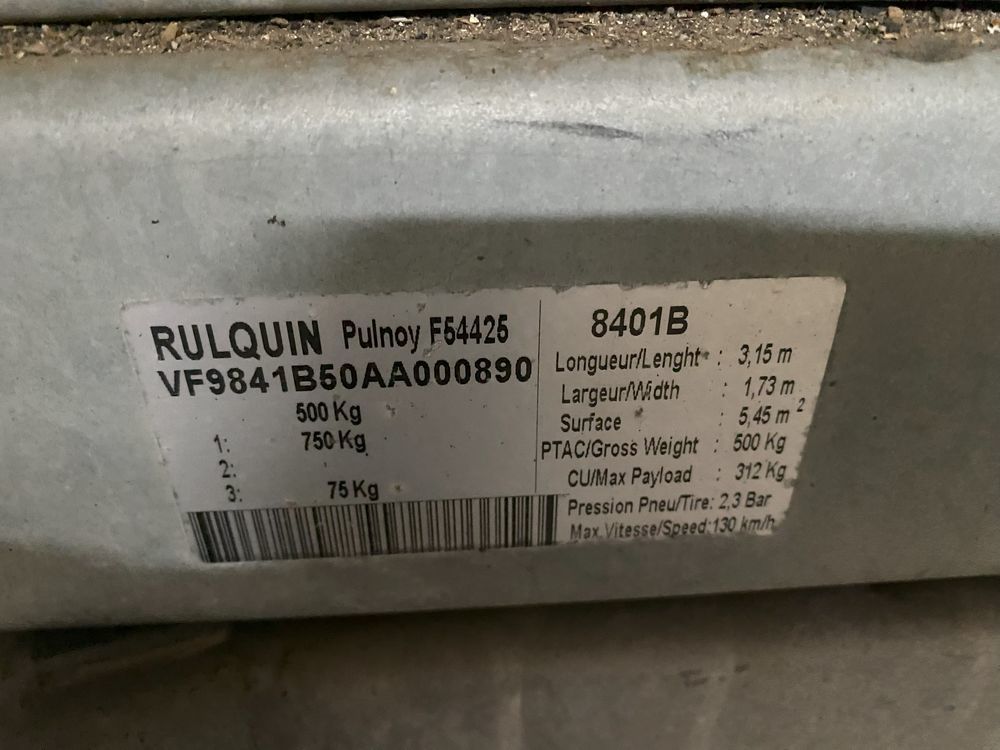 RULQUIN Pulnoy F54425
VF9841B50AA000890
500 Kg
1: 750 Kg
2:
3: 75 Kg
8401B
Longueur/Lenght : 3,15 m
Largeur/Width : 1,73 m
Surface : 5,45 m²
PTAC/Gross Weight : 500 Kg
CU/Max Payload : 312 Kg
Pression Pneu/Tire: 2,3 Bar
Max.Vitesse/Speed:130 km/h